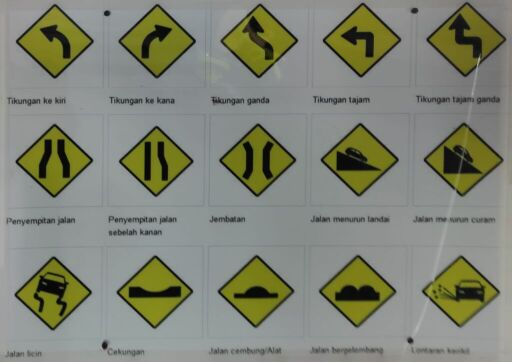 Tikungan ke kiri
Tikungan ke kana
Tikungan ganda
Tikungan tajam
Tikungan tajam ganda
Penyempitan jalan
Penyempitan jalan
sebelah kanan
Jembatan
Jalan menurun landai
Jalan menurun curam
Jalan licin
Cekungan
Jalan cembung/Alat
Jalan bergelombang
Lontaran kerikil